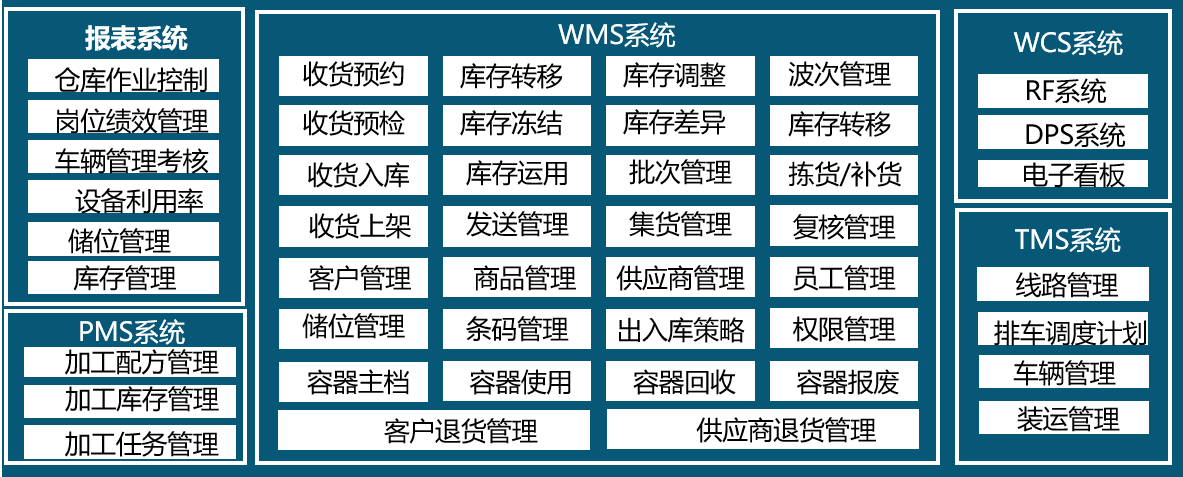 报表系统
仓库作业控制
岗位绩效管理
车辆管理考核
设备利用率
储位管理
库存管理
PMS系统
加工配方管理
加工库存管理
加工任务管理
WMS系统
收货预约 库存转移 库存调整 波次管理
收货预检 库存冻结 库存差异 库存转移
收货入库 库存运用 批次管理 拣货/补货
收货上架 发送管理 集货管理 复核管理
客户管理 商品管理 供应商管理 员工管理
储位管理 条码管理 出入库策略 权限管理
容器主档 容器使用 容器回收 容器报废
客户退货管理 供应商退货管理
WCS系统
RF系统
DPS系统
电子看板
TMS系统
线路管理
排车调度计划
车辆管理
装运管理